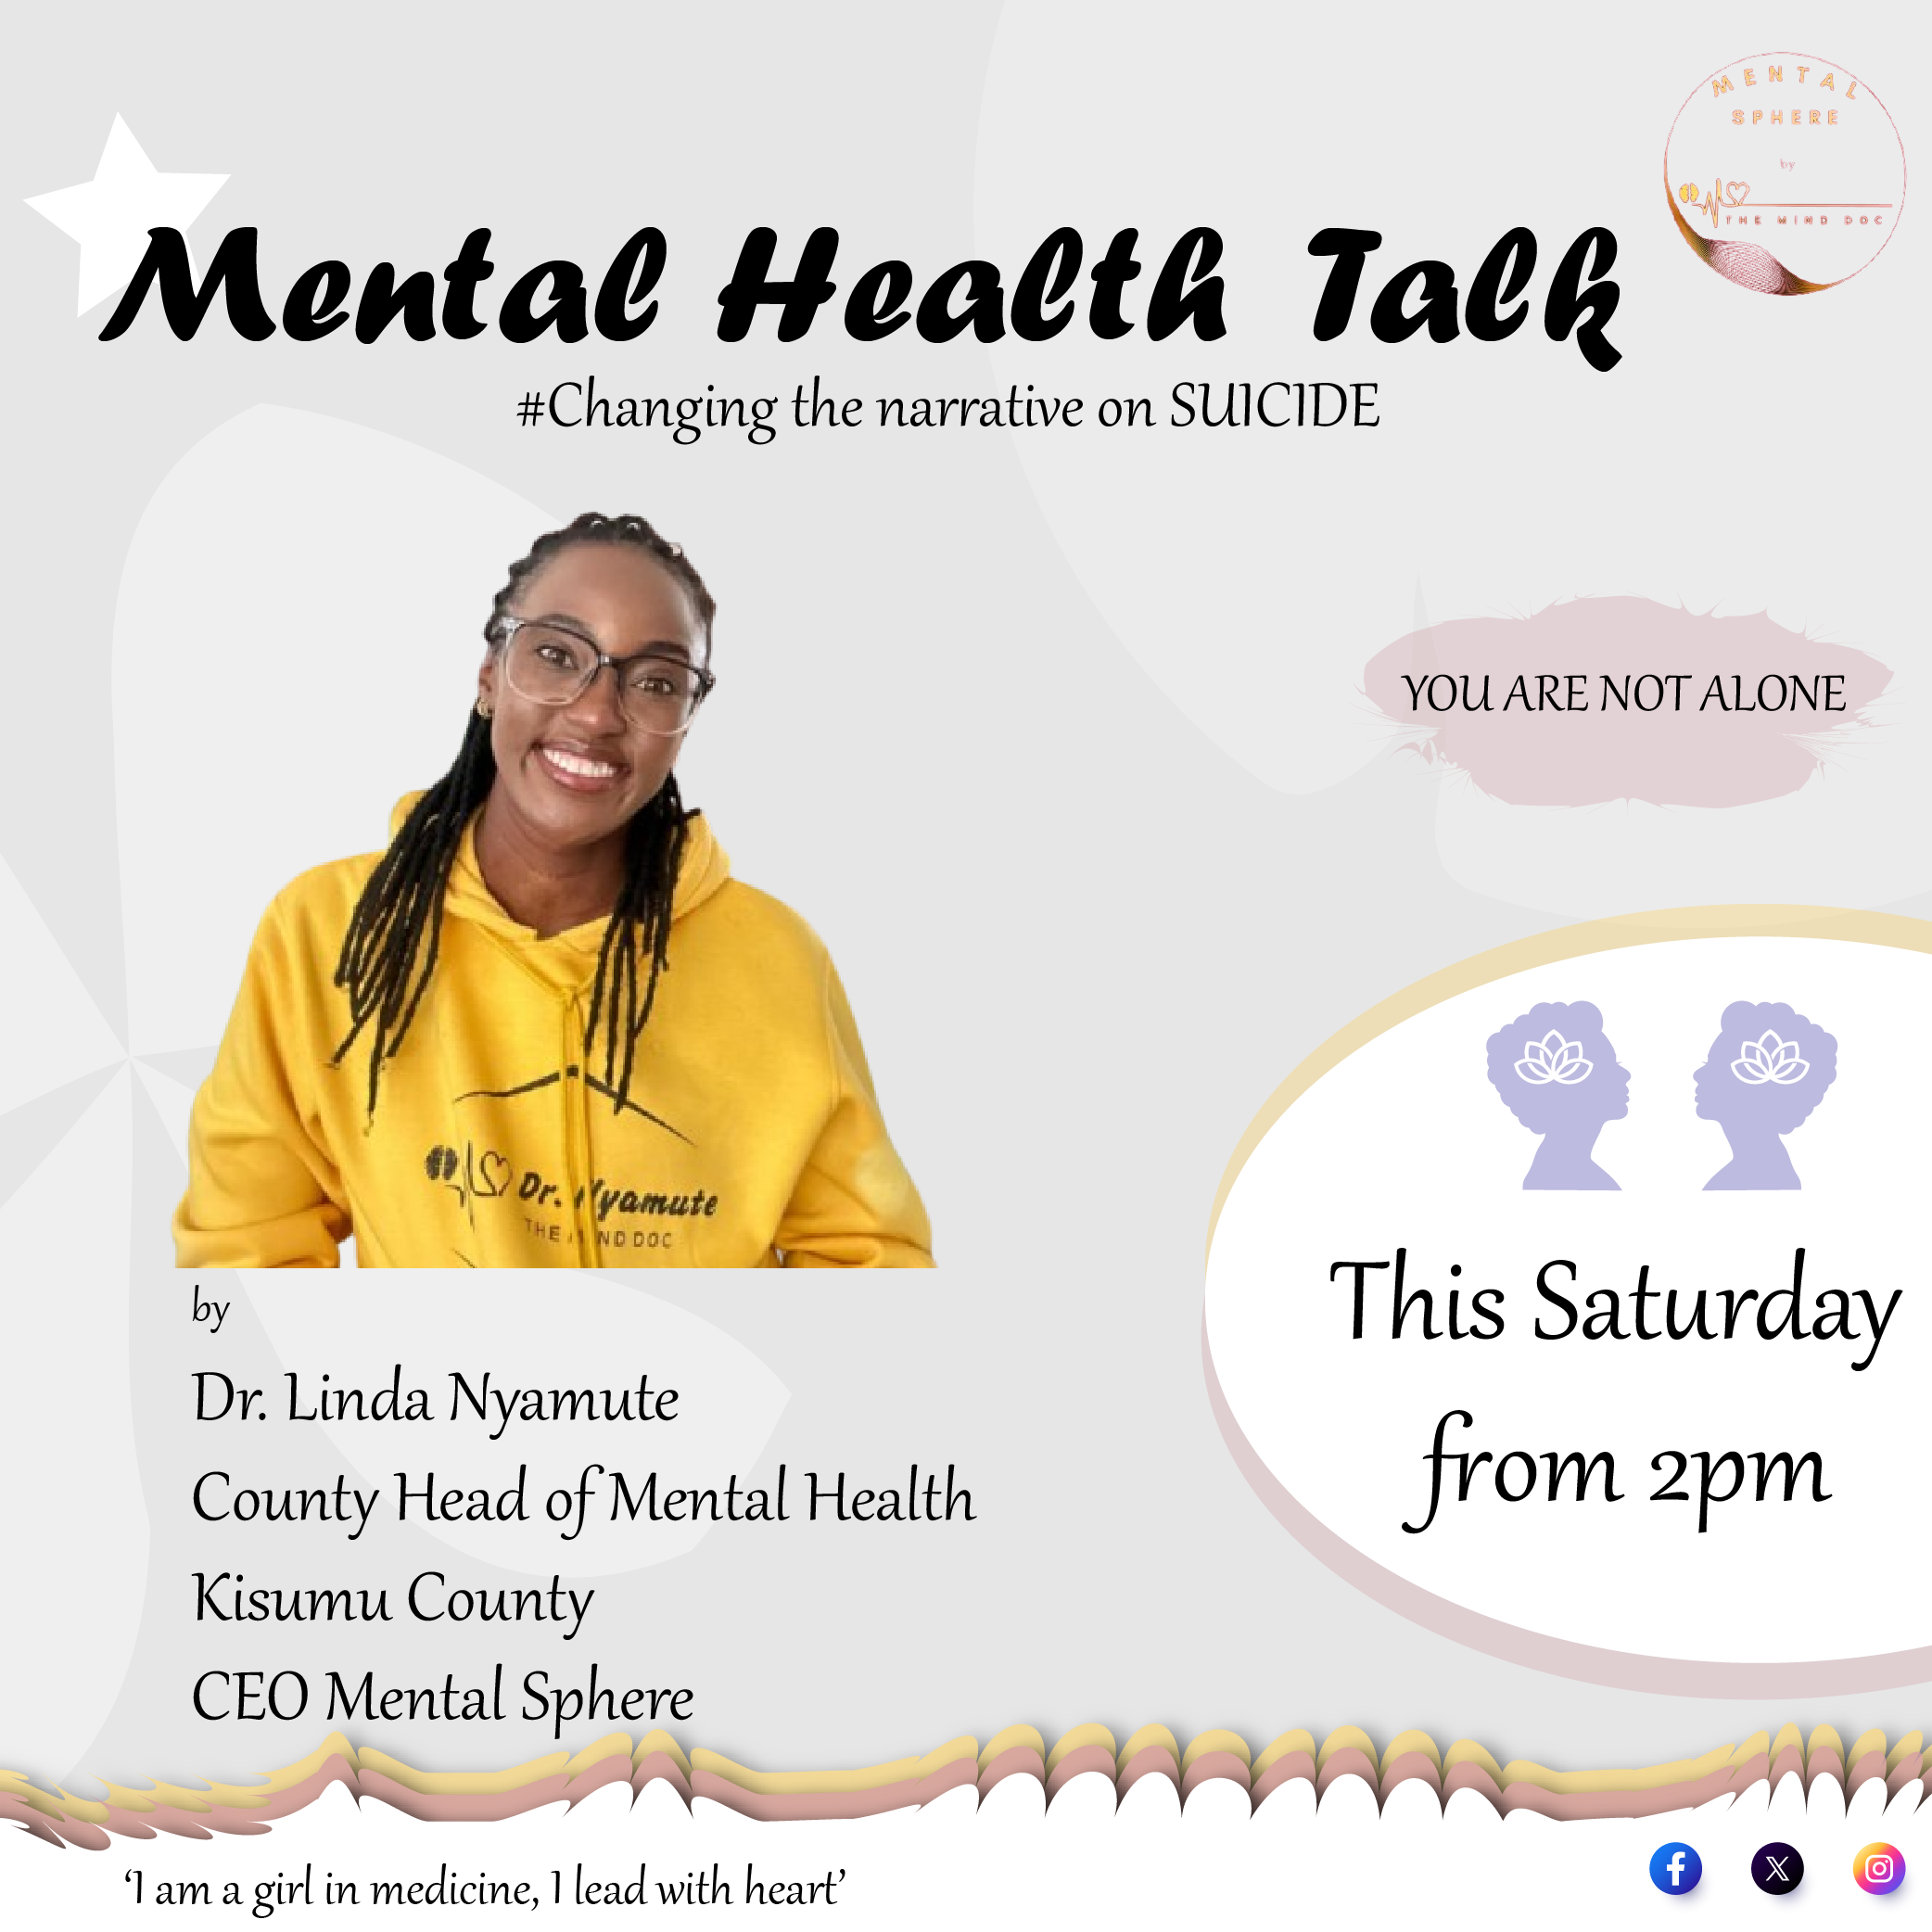 MENTAL
SPHERE
by
THE MIND DOC
Mental Health Talk
#Changing the narrative on SUICIDE
YOU ARE NOT ALONE
Dr. Nyamute
THE MIND DOC
This Saturday
from 2pm
by
Dr. Linda Nyamute
County Head of Mental Health
Kisumu County
CEO Mental Sphere
‘I am a girl in medicine, I lead with heart’